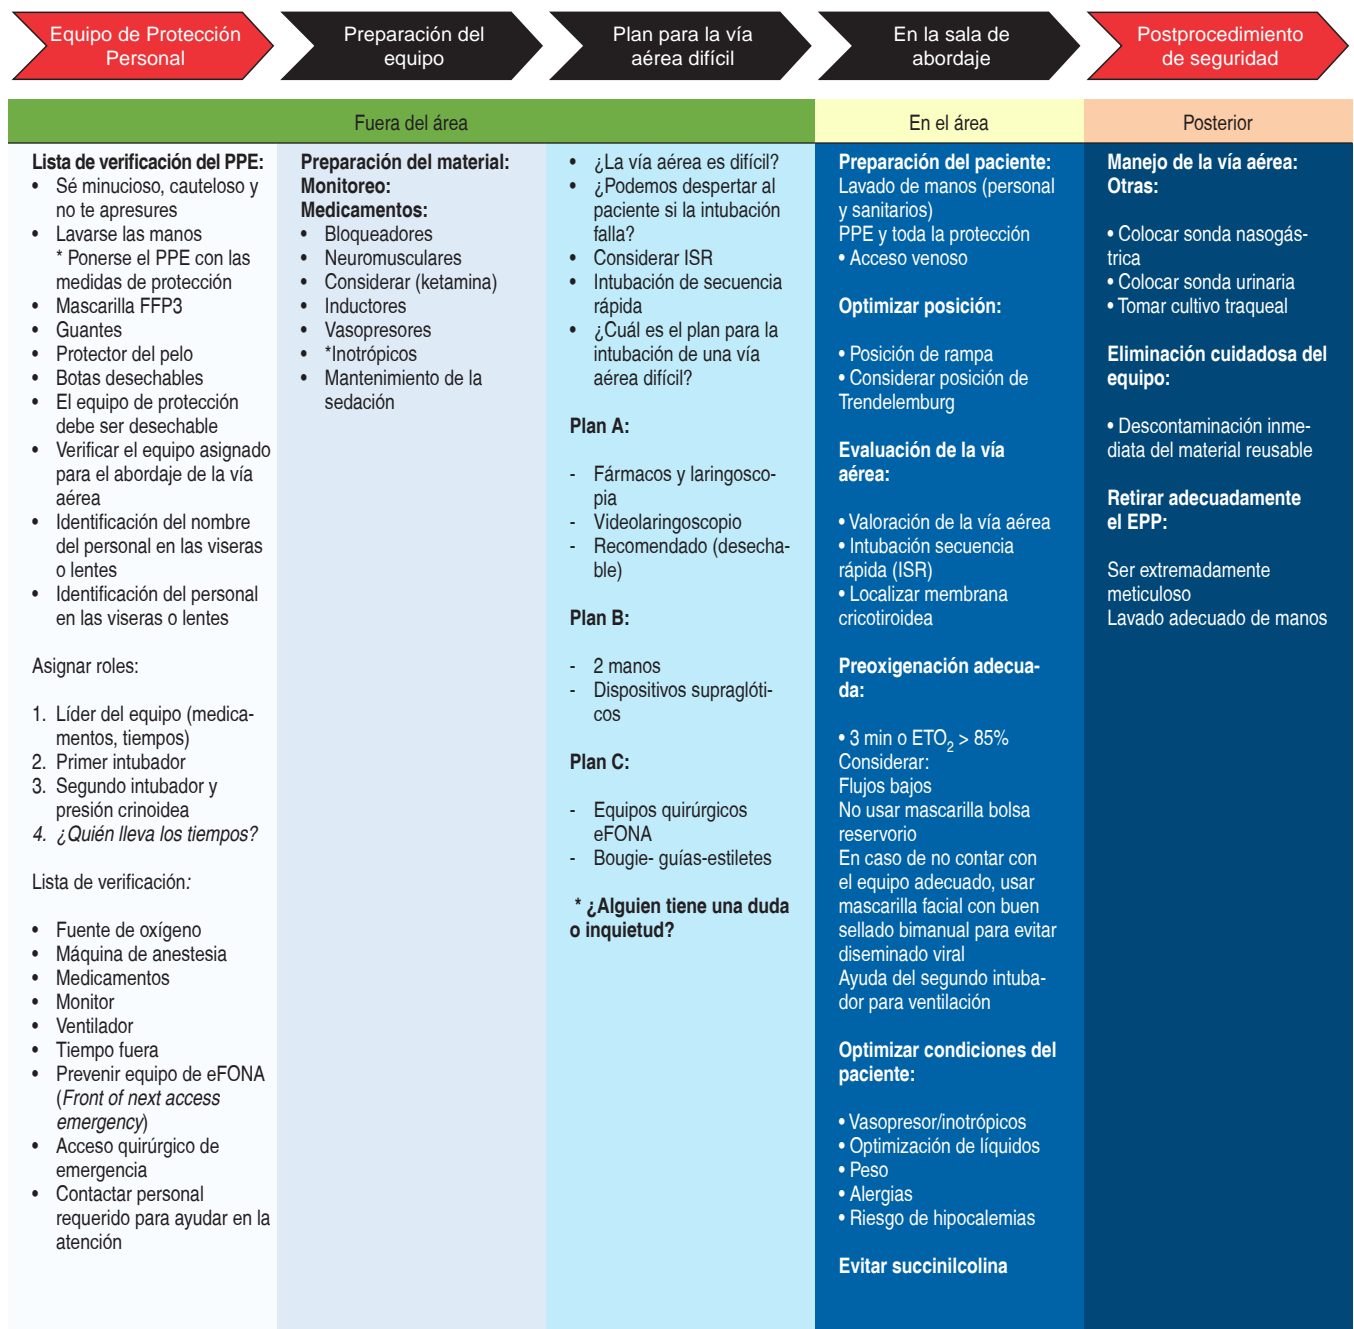 Equipo de Protección
Personal
Preparación del
equipo
Plan para la vía
aérea difícil
En la sala de
abordaje
Postprocedimiento
de seguridad
Fuera del área
En el área
Posterior
Lista de verificación del PPE:
• Sé minucioso, cauteloso y
no te apresures
• Lavarse las manos
* Ponerse el PPE con las
medidas de protección
• Mascarilla FFP3
• Guantes
• Protector del pelo
• Botas desechables
• El equipo de protección
debe ser desechable
• Verificar el equipo asignado
para el abordaje de la vía
aérea
• Identificación del nombre
del personal en las viseras
o lentes
• Identificación del personal
en las viseras o lentes
Asignar roles:
1. Líder del equipo (medica-
mentos, tiempos)
2. Primer intubador
3. Segundo intubador y
presión crinoidea
4. ¿Quién lleva los tiempos?
Lista de verificación:
• Fuente de oxígeno
• Máquina de anestesia
• Medicamentos
• Monitor
• Ventilador
• Tiempo fuera
• Prevenir equipo de eFONA
(Front of next access
emergency)
• Acceso quirúrgico de
emergencia
• Contactar personal
requerido para ayudar en la
atención
Preparación del material:
Monitoreo:
Medicamentos:
• Bloqueadores
• Neuromusculares
• Considerar (ketamina)
• Inductores
• Vasopresores
• *Inotrópicos
• Mantenimiento de la
sedación
• ¿La vía aérea es difícil?
• ¿Podemos despertar al
paciente si la intubación
falla?
• Considerar ISR
• Intubación de secuencia
rápida
• ¿Cuál es el plan para la
intubación de una vía
aérea difícil?
Plan A:
- Fármacos y laringosco-
pia
- Videolaringoscopio
- Recomendado (desecha-
ble)
Plan B:
- 2 manos
- Dispositivos supraglóti-
cos
Plan C:
- Equipos quirúrgicos
eFONA
- Bougie- guías-estiletes
* ¿Alguien tiene una duda
o inquietud?
Preparación del paciente:
Lavado de manos (personal
y sanitarios)
PPE y toda la protección
• Acceso venoso
Optimizar posición:
• Posición de rampa
• Considerar posición de
Trendelemburg
Evaluación de la vía
aérea:
• Valoración de la vía aérea
• Intubación secuencia
rápida (ISR)
• Localizar membrana
cricotiroidea
Preoxigenación adecua-
da:
• 3 min o ETO₂ > 85%
Considerar:
Flujos bajos
No usar mascarilla bolsa
reservorio
En caso de no contar con
el equipo adecuado, usar
mascarilla facial con buen
sellado bimanual para evitar
diseminado viral
Ayuda del segundo intuba-
dor para ventilación
Optimizar condiciones del
paciente:
• Vasopresor/inotrópicos
• Optimización de líquidos
• Peso
• Alergias
• Riesgo de hipocalemias
Evitar succinilcolina
Manejo de la vía aérea:
Otras:
• Colocar sonda nasogás-
trica
• Colocar sonda urinaria
• Tomar cultivo traqueal
Eliminación cuidadosa del
equipo:
• Descontaminación inme-
diata del material reusable
Retirar adecuadamente
el EPP:
Ser extremadamente
meticuloso
Lavado adecuado de manos